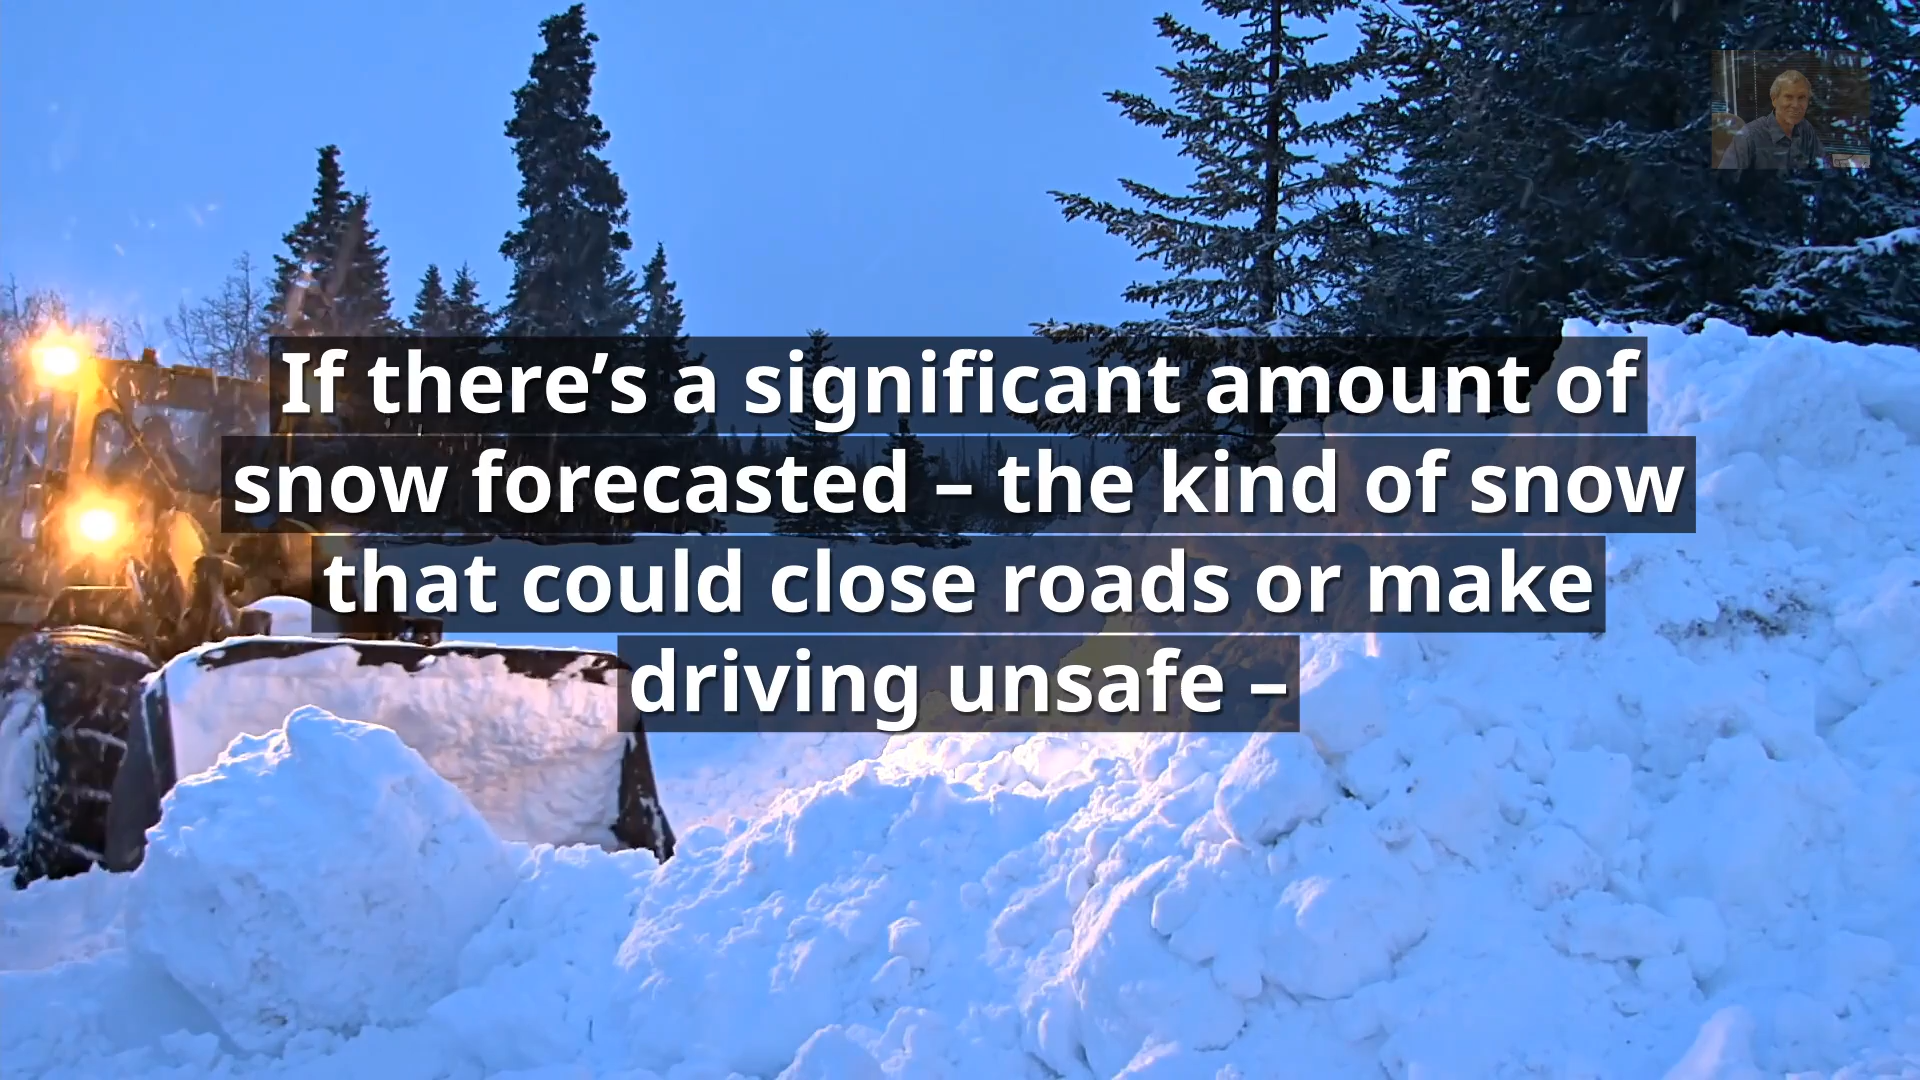 If there’s a significant amount of
snow forecasted – the kind of snow
that could close roads or make
driving unsafe –